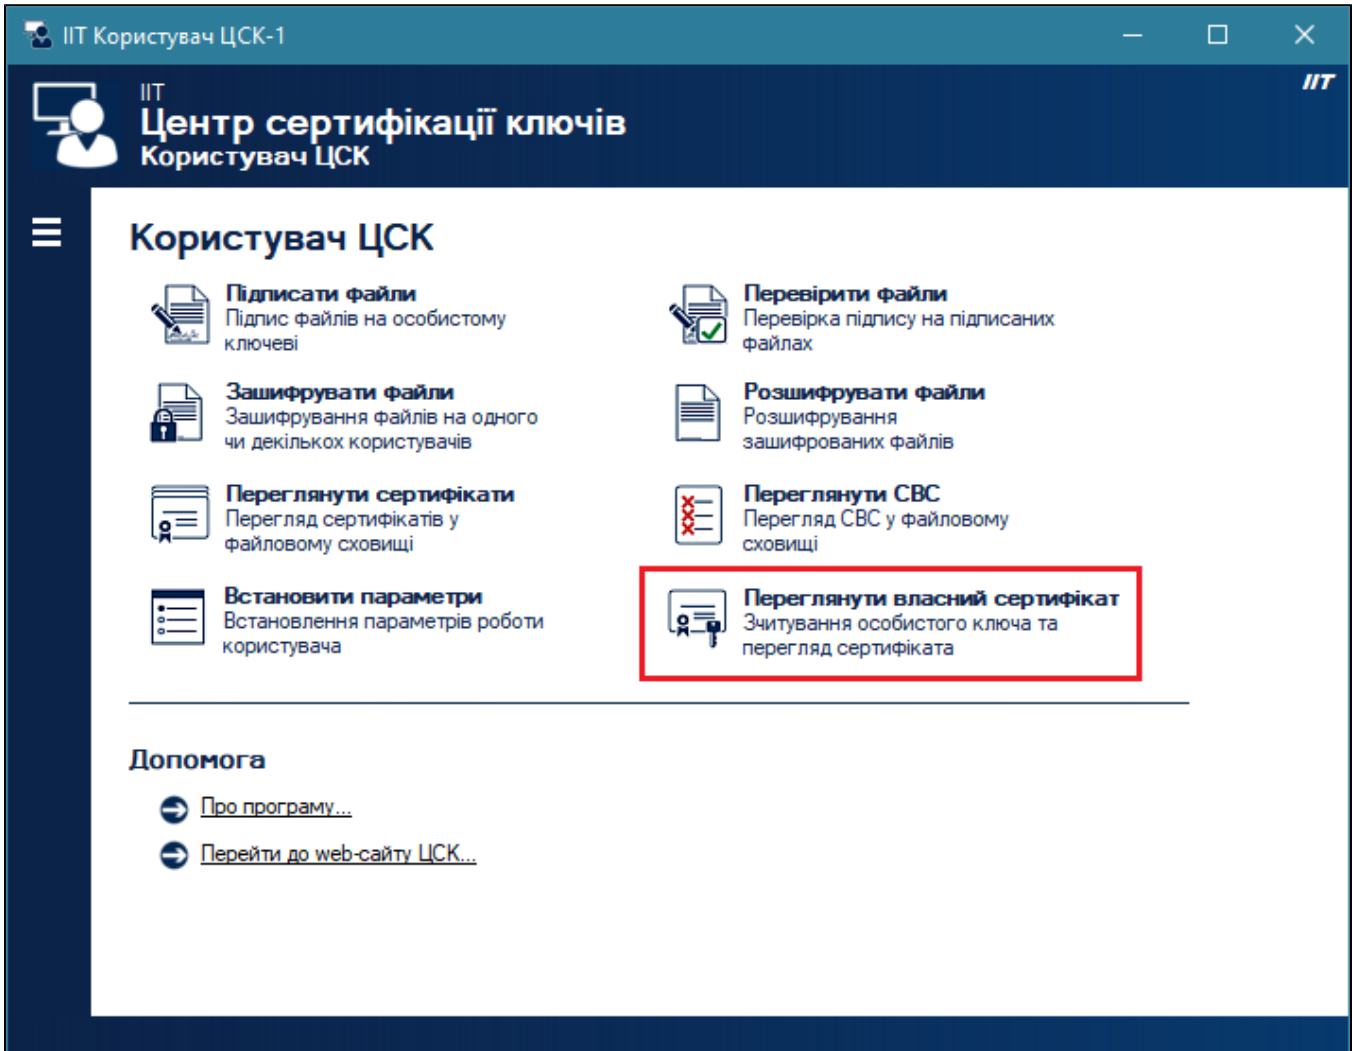 ІІТ Користувач ЦСК-1
ІІТ
ІІТ
Центр сертифікації ключів
Користувач ЦСК
Користувач ЦСК
Підписати файли
Підпис файлів на особистому
ключеві
Перевірити файли
Перевірка підпису на підписаних
файлах
Зашифрувати файли
Зашифрування файлів на одного
чи декількох користувачів
Розшифрувати файли
Розшифрування
зашифрованих файлів
Переглянути сертифікати
Перегляд сертифікатів у
файловому сховищі
Переглянути СВС
Перегляд СВС у файловому
сховищі
Встановити параметри
Встановлення параметрів роботи
користувача
Переглянути власний сертифікат
Зчитування особистого ключа та
перегляд сертифіката
Допомога
Про програму...
Перейти до web-сайту ЦСК...